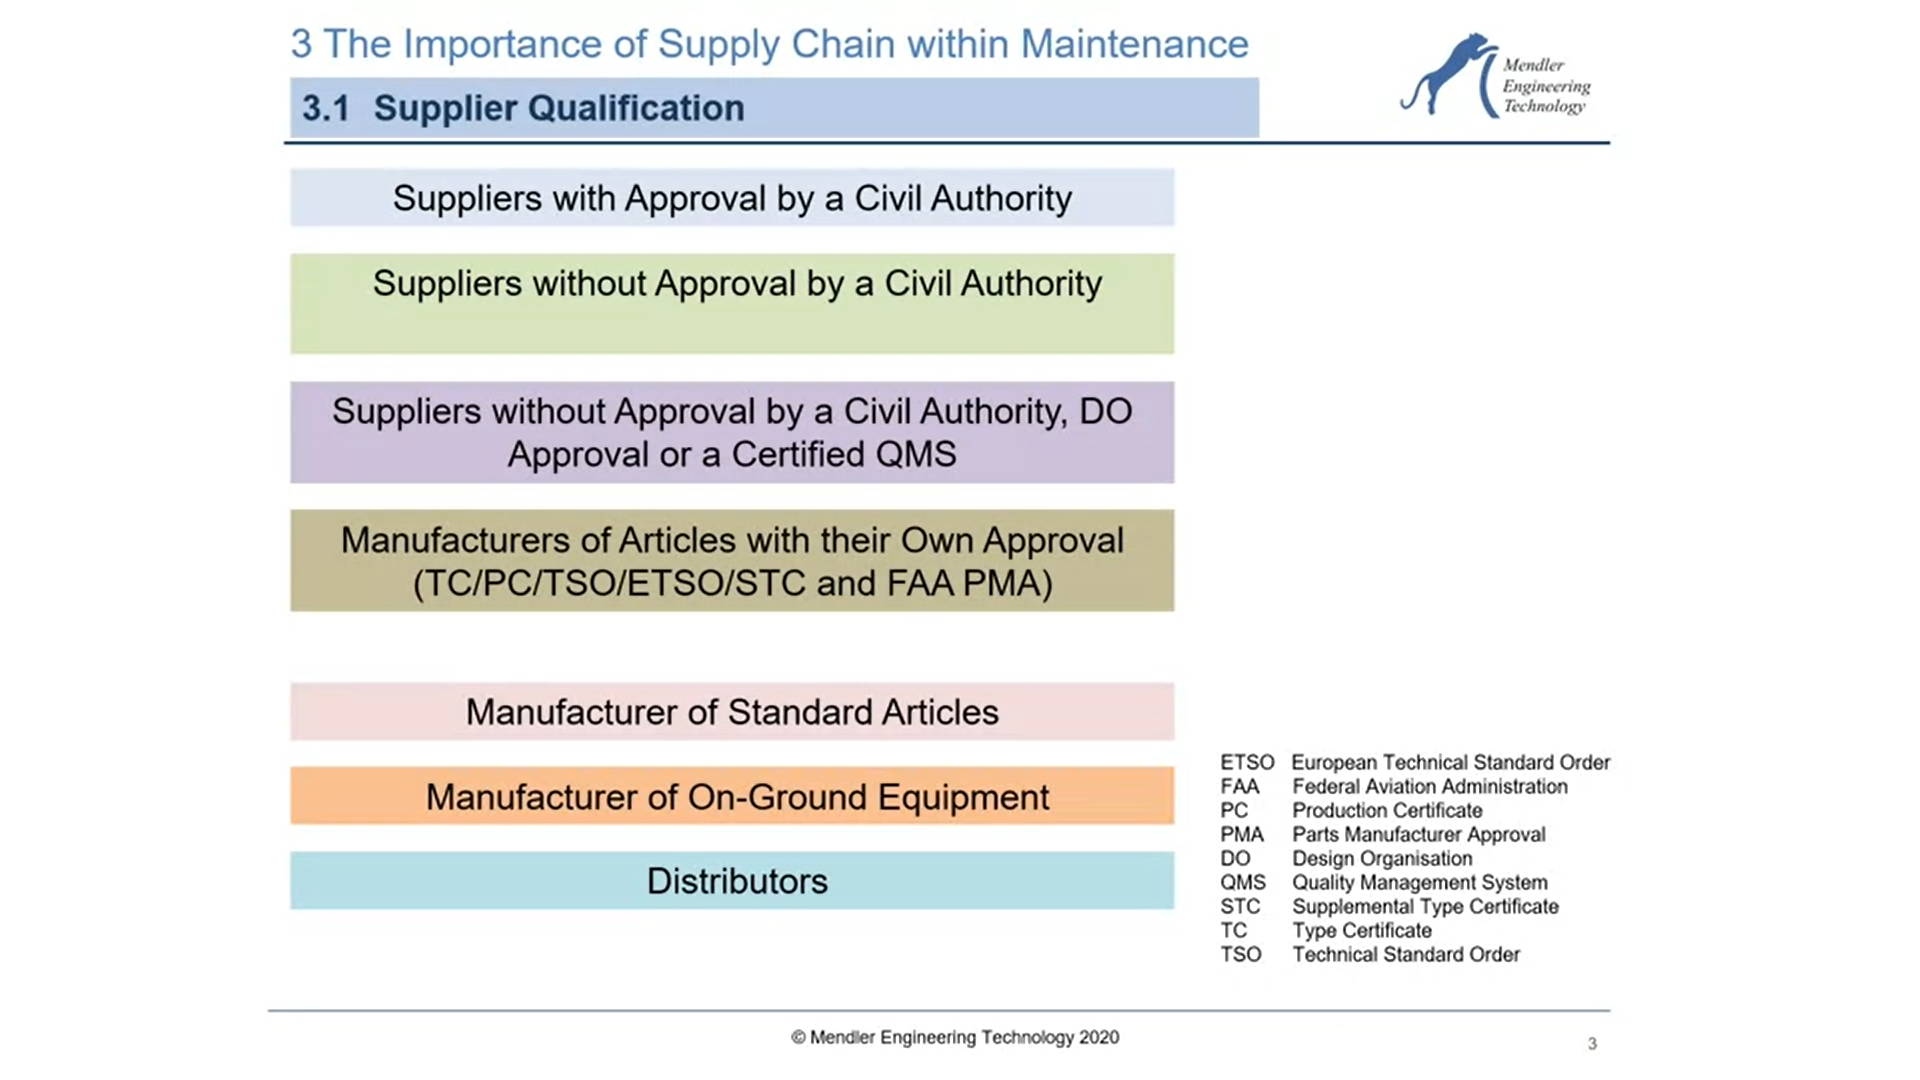 3 The Importance of Supply Chain within Maintenance
Mendler
Engineering
Technology
3.1 Supplier Qualification
Suppliers with Approval by a Civil Authority
Suppliers without Approval by a Civil Authority
Suppliers without Approval by a Civil Authority, DO
Approval or a Certified QMS
Manufacturers of Articles with their Own Approval
(TC/PC/TSO/ETSO/STC and FAA PMA)
Manufacturer of Standard Articles
Manufacturer of On-Ground Equipment
Distributors
ETSO European Technical Standard Order
FAA Federal Aviation Administration
PC Production Certificate
PMA Parts Manufacturer Approval
DO Design Organisation
QMS Quality Management System
STC Supplemental Type Certificate
TC Type Certificate
TSO Technical Standard Order
© Mendler Engineering Technology 2020
3